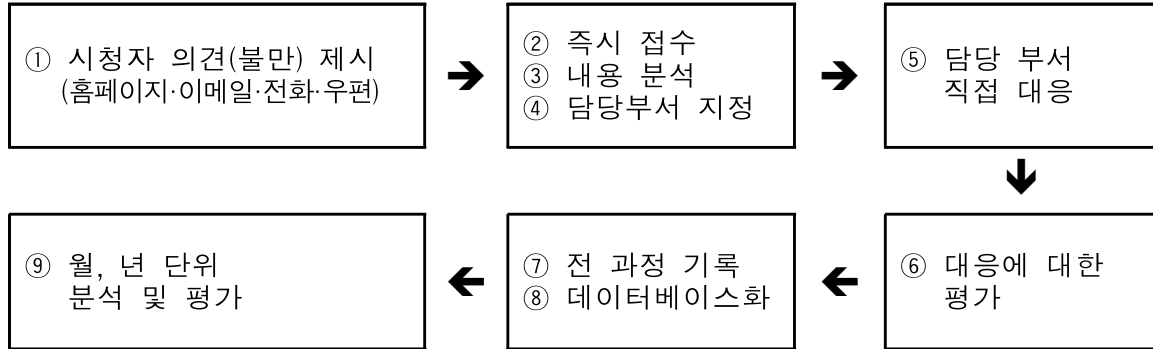 ① 시청자 의견(불만) 제시
(홈페이지·이메일·전화·우편)
② 즉시 접수
③ 내용 분석
④ 담당부서 지정
⑤ 담당 부서
직접 대응
⑥ 대응에 대한
평가
⑦ 전 과정 기록
⑧ 데이터베이스화
⑨ 월, 년 단위
분석 및 평가